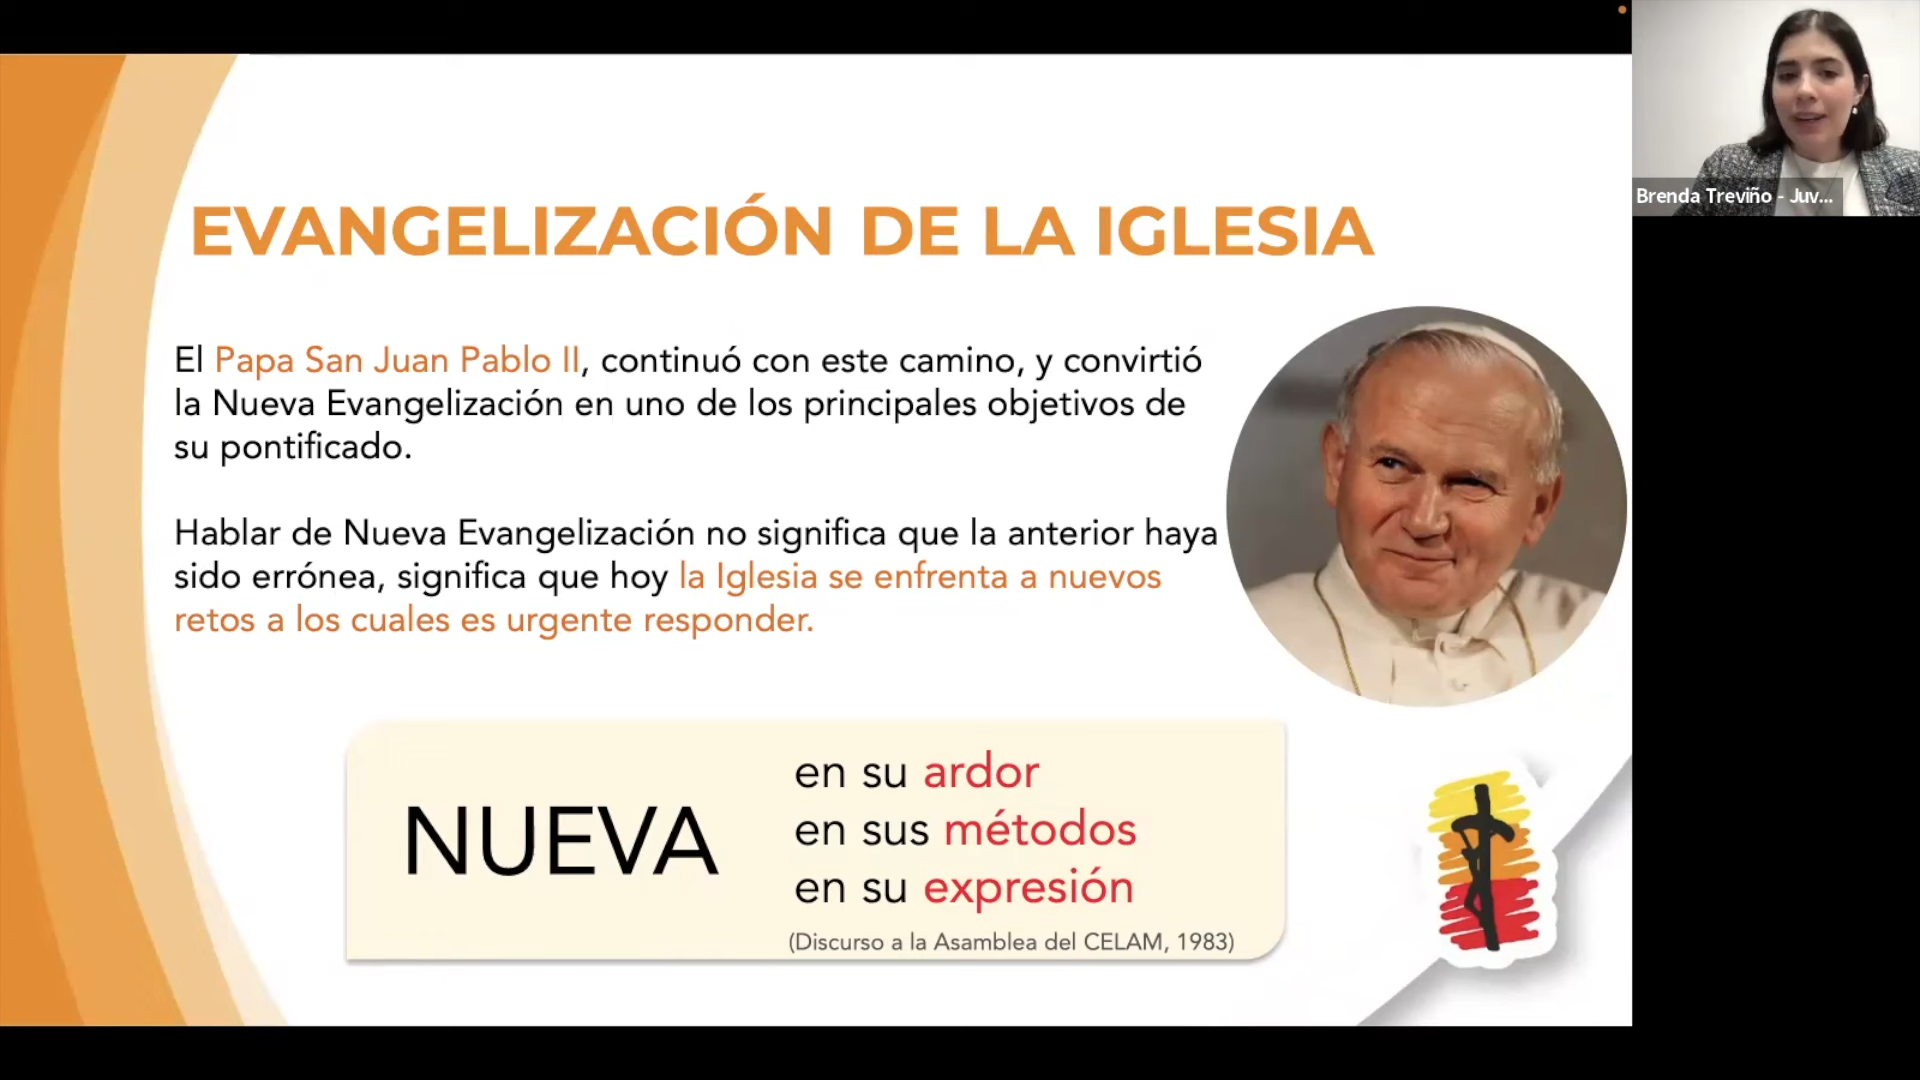 EVANGELIZACIÓN DE LA IGLESIA
El Papa San Juan Pablo II, continuó con este camino, y convirtió
la Nueva Evangelización en uno de los principales objetivos de
su pontificado.
Hablar de Nueva Evangelización no significa que la anterior haya
sido errónea, significa que hoy la Iglesia se enfrenta a nuevos
retos a los cuales es urgente responder.
NUEVA
en su ardor
en sus métodos
en su expresión
(Discurso a la Asamblea del CELAM, 1983)
Brenda Treviño - Juv...